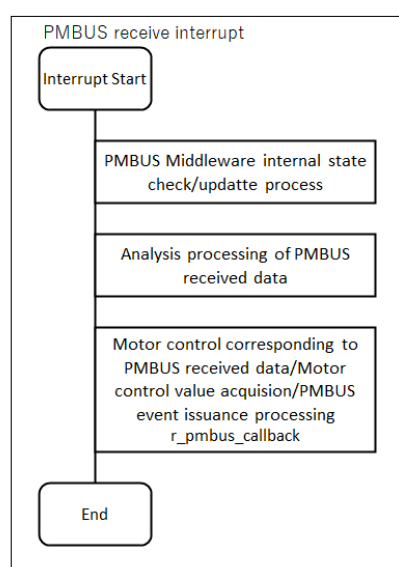 PMBUS receive interrupt
Interrupt Start
PMBUS Middleware internal state
check/updatte process
Analysis processing of PMBUS
received data
Motor control corresponding to
PMBUS received data/Motor
control value acquision/PMBUS
event issuance processing
r_pmbus_callback
End